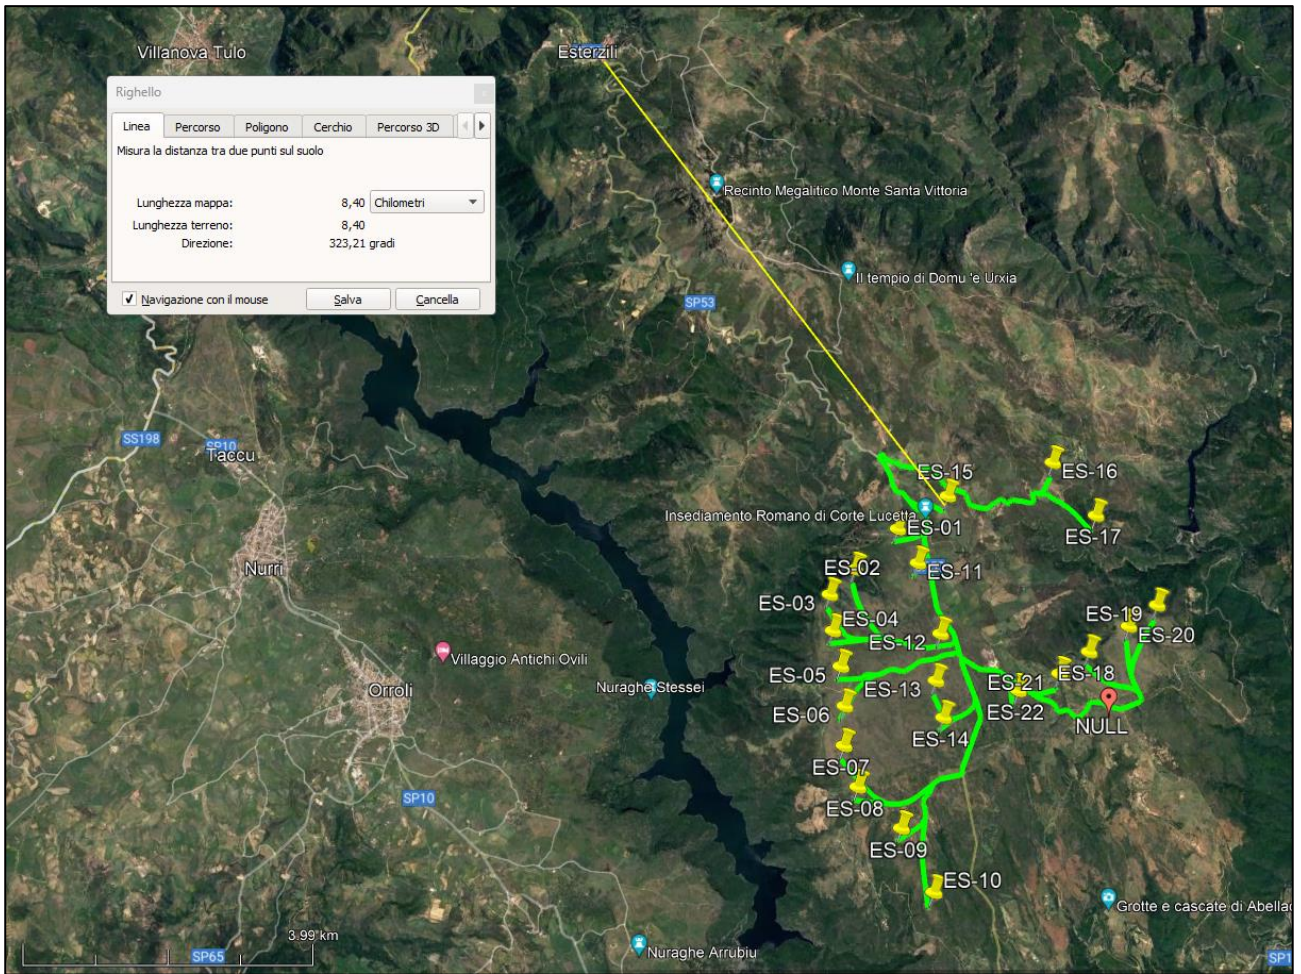 Villanova Tulo
Esterzili
Righello
Linea Percorso Poligono Cerchio Percorso 3D
Misura la distanza tra due punti sul suolo
Lunghezza mappa: 8,40 Chilometri
Lunghezza terreno: 8,40
Direzione: 323,21 gradi
Navigazione con il mouse Salva Cancella
Recinto Megalitico Monte Santa Vittoria
Il tempio di Domu 'e Urxia
SP53
SS198
SP10
Taccu
ES-15
ES-16
Insediamento Romano di Corte Lucetta
ES-01
ES-17
Nurri
ES-02
ES-11
ES-03
ES-04
ES-19
ES-12
ES-20
Villaggio Antichi Ovili
ES-05
ES-13
ES-21
ES-18
Orroli
Nuraghe Stessei
ES-06
ES-22
NULL
ES-14
ES-07
SP10
ES-08
ES-09
ES-10
Grotte e cascate di Abellad
3.99 km
SP65
Nuraghe Arrubiu
SP1